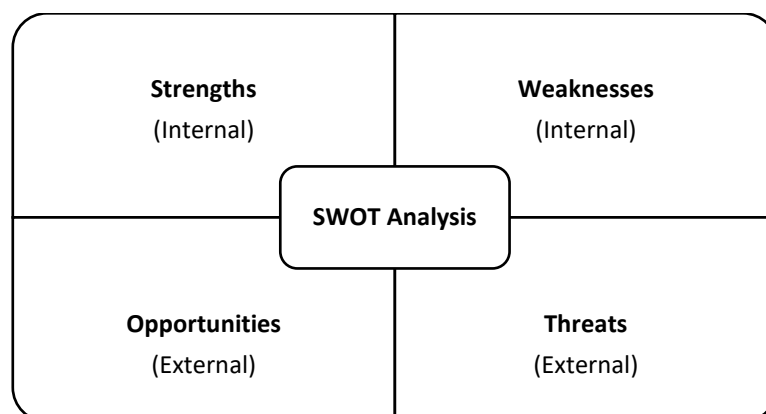 Strengths
(Internal)
Weaknesses
(Internal)
SWOT Analysis
Opportunities
(External)
Threats
(External)